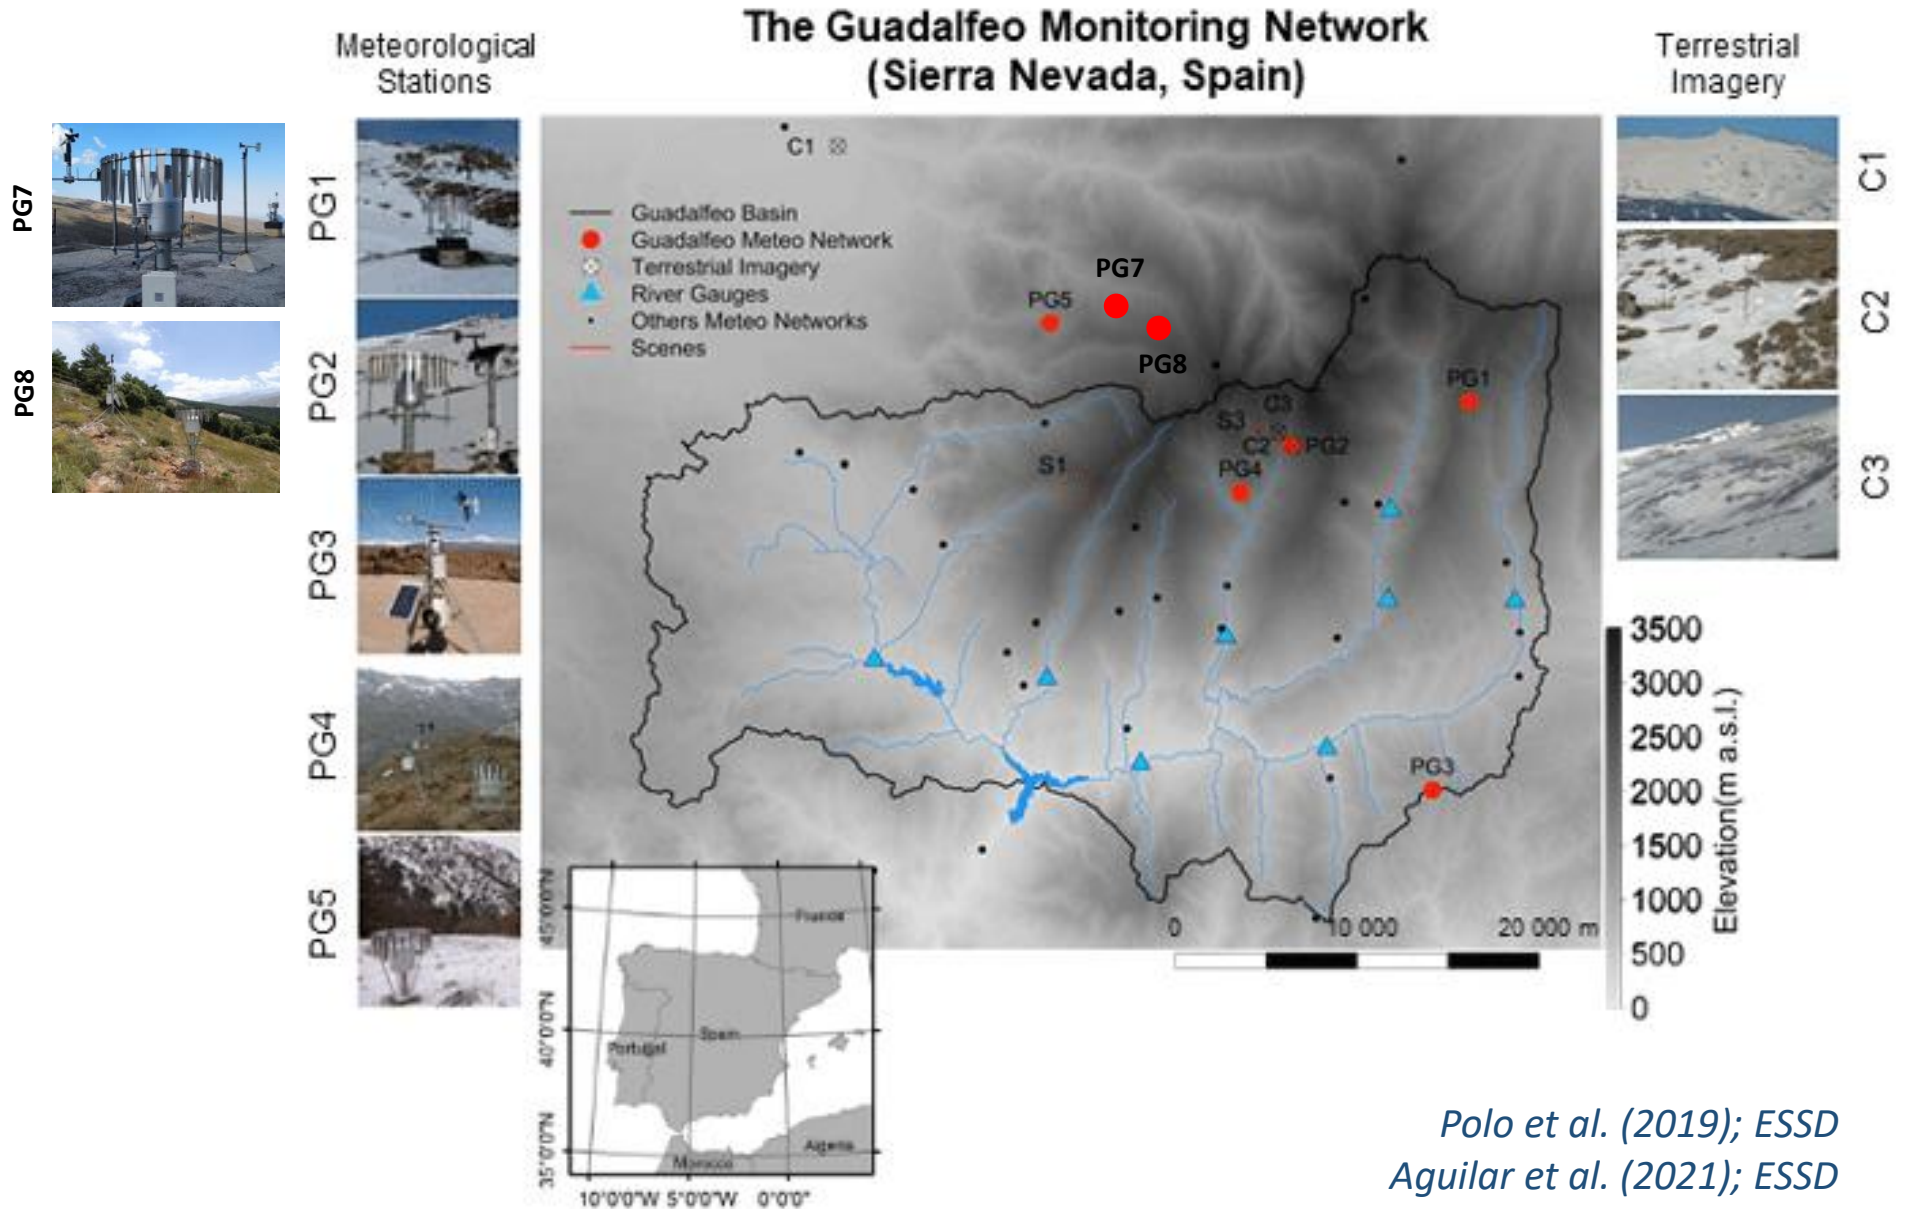 The Guadalfeo Monitoring Network
(Sierra Nevada, Spain)
Meteorological
Stations
Terrestrial
Imagery
PG7
PG8
PG1
PG2
PG3
PG4
PG5
C1
Guadalfeo Basin
Guadalfeo Meteo Network
Terrestrial Imagery
River Gauges
Others Meteo Networks
Scenes
PG7
PG5
PG8
PG1
C3
S3
C2
PG2
PG4
S1
PG3
0
10 000
20 000 m
C1
C2
C3
3500
3000
2500
2000
1500
1000
500
0
Elevation(m a.s.l.)
45°0'0"N
40°0'0"N
35°0'0"N
France
Spain
Portugal
Algeria
Morocco
10°0'0"W
5°0'0"W
0°0'0"
Polo et al. (2019); ESSD
Aguilar et al. (2021); ESSD